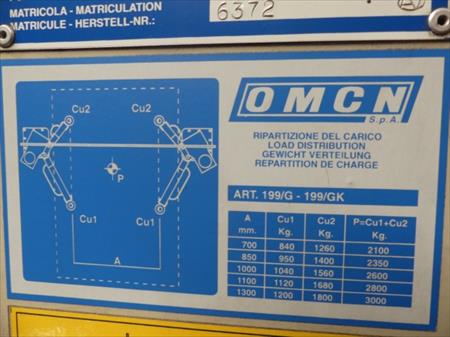 MATRICOLA - MATRICULATION
MATRICULE - HERSTELL-NR.:
6372
Cu2
Cu2
P
Cu1
Cu1
A
OMCN
S.p.A.
RIPARTIZIONE DEL CARICO
LOAD DISTRIBUTION
GEWICHT VERTEILUNG
REPARTITION DE CHARGE
ART. 199/G - 199/GK
A Cu1 Cu2 P=Cu1+Cu2
mm. Kg. Kg. Kg.
700 840 1260 2100
850 950 1400 2350
1000 1040 1560 2600
1100 1120 1680 2800
1300 1200 1800 3000